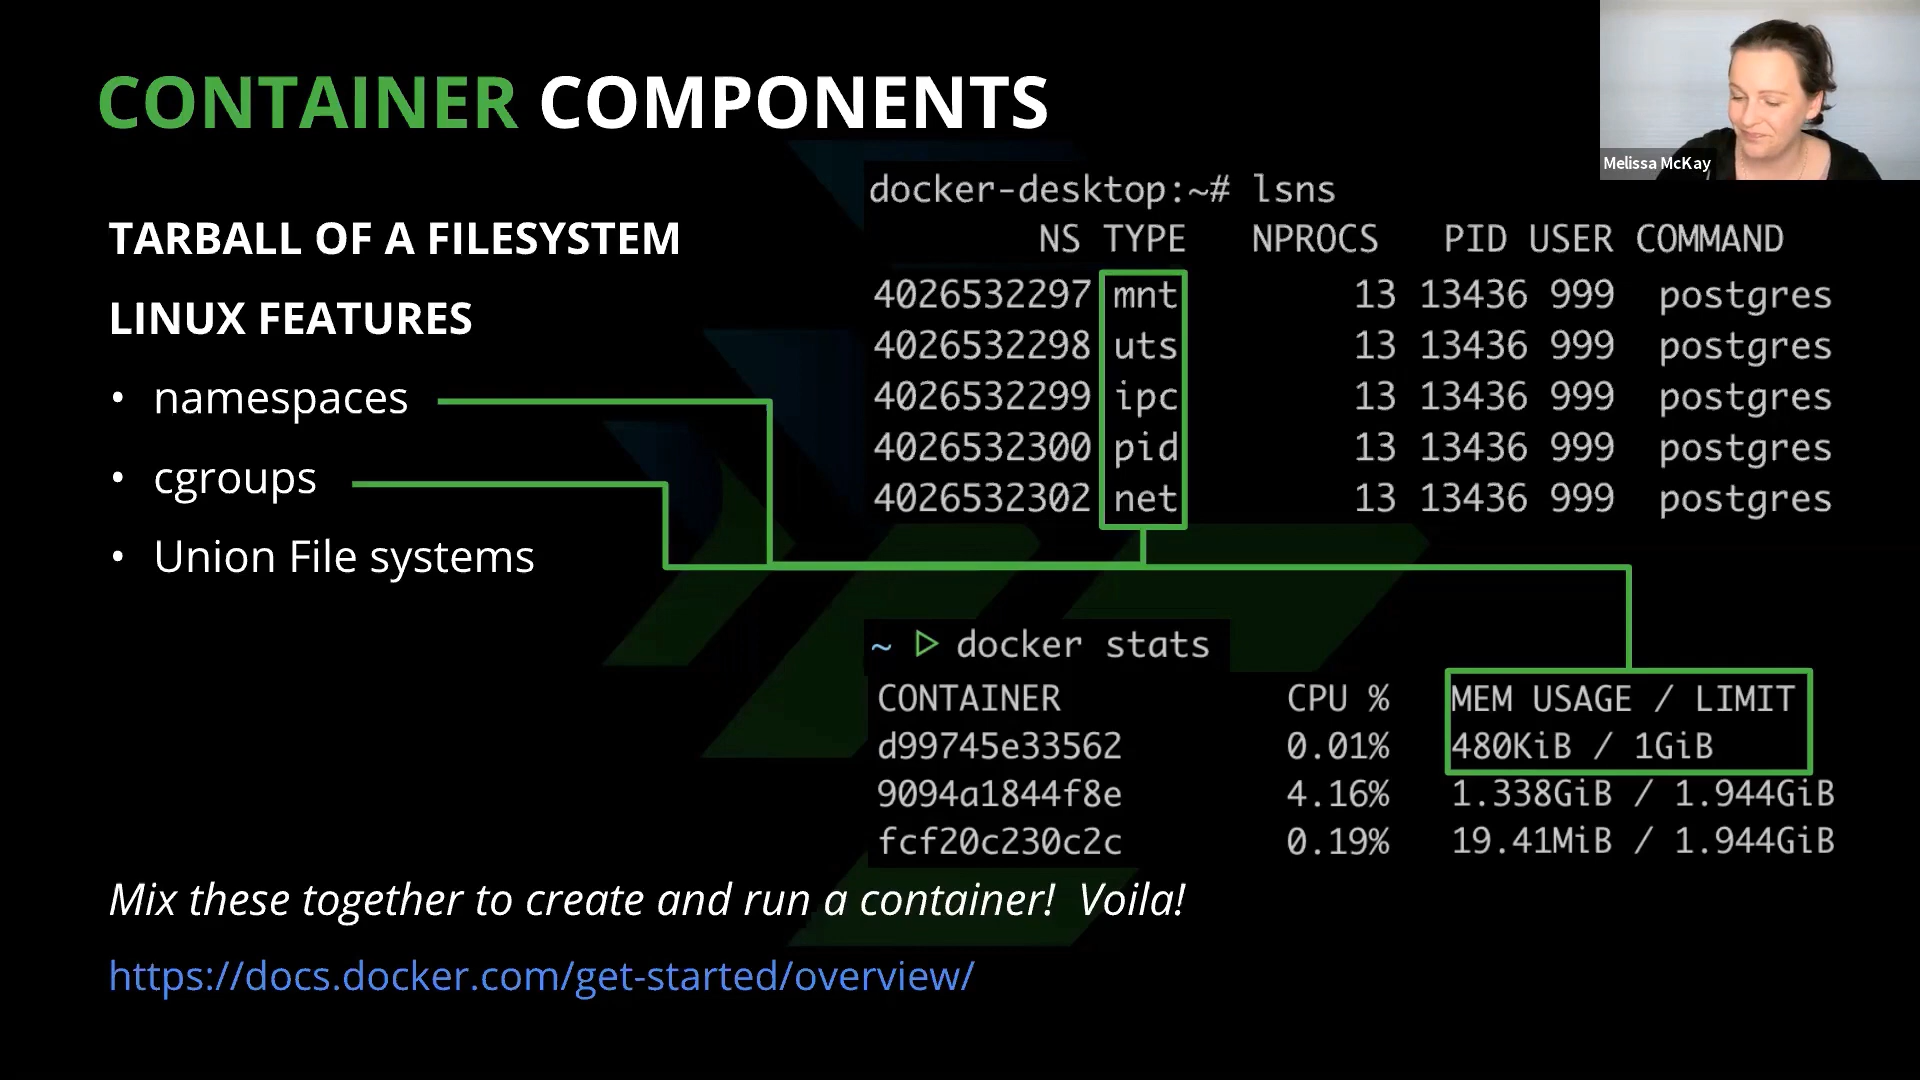 CONTAINER COMPONENTS
Melissa McKay
TARBALL OF A FILESYSTEM
LINUX FEATURES
• namespaces
• cgroups
• Union File systems
docker-desktop:~# lsns
NS TYPE NPROCS PID USER COMMAND
4026532297 mnt 13 13436 999 postgres
4026532298 uts 13 13436 999 postgres
4026532299 ipc 13 13436 999 postgres
4026532300 pid 13 13436 999 postgres
4026532302 net 13 13436 999 postgres
~ ▷ docker stats
CONTAINER CPU % MEM USAGE / LIMIT
d99745e33562 0.01% 480KiB / 1GiB
9094a1844f8e 4.16% 1.338GiB / 1.944GiB
fcf20c230c2c 0.19% 19.41MiB / 1.944GiB
Mix these together to create and run a container! Voila!
https://docs.docker.com/get-started/overview/